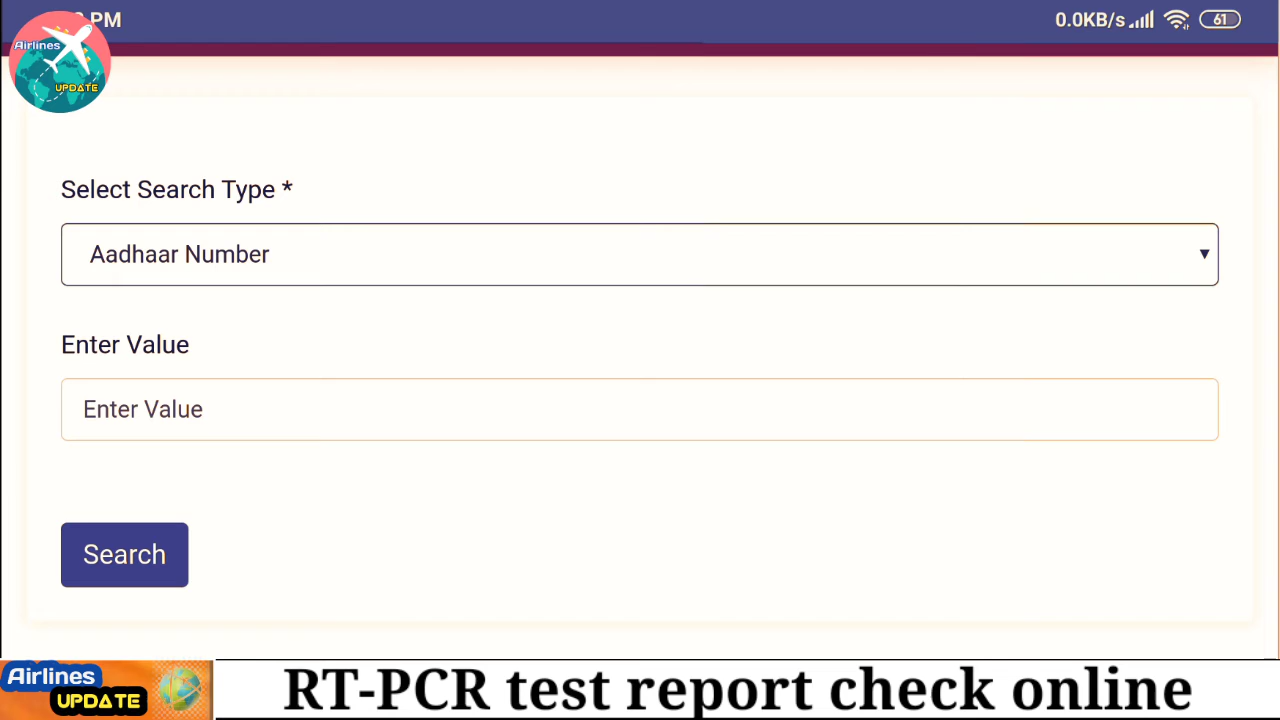 PM
0.0KB/s
61
Airlines
UPDATE
Select Search Type *
Aadhaar Number
Enter Value
Enter Value
Search
Airlines
UPDATE
RT-PCR test report check online